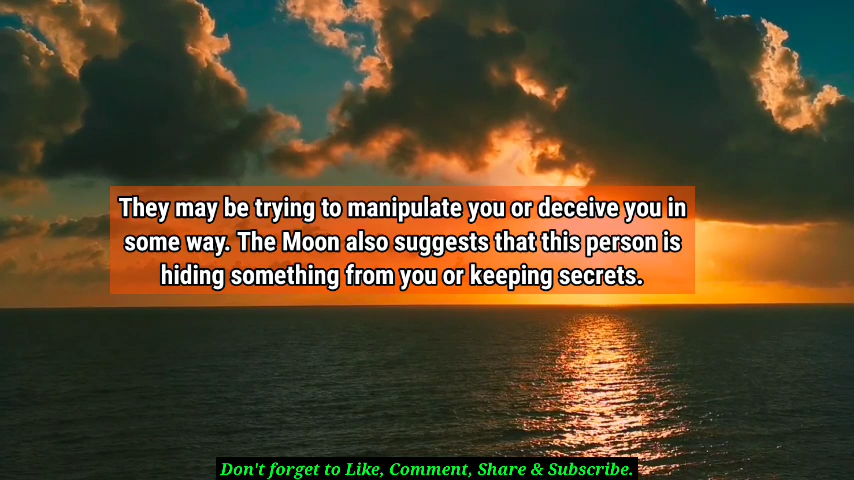 They may be trying to manipulate you or deceive you in
some way. The Moon also suggests that this person is
hiding something from you or keeping secrets.
Don't forget to Like, Comment, Share & Subscribe.